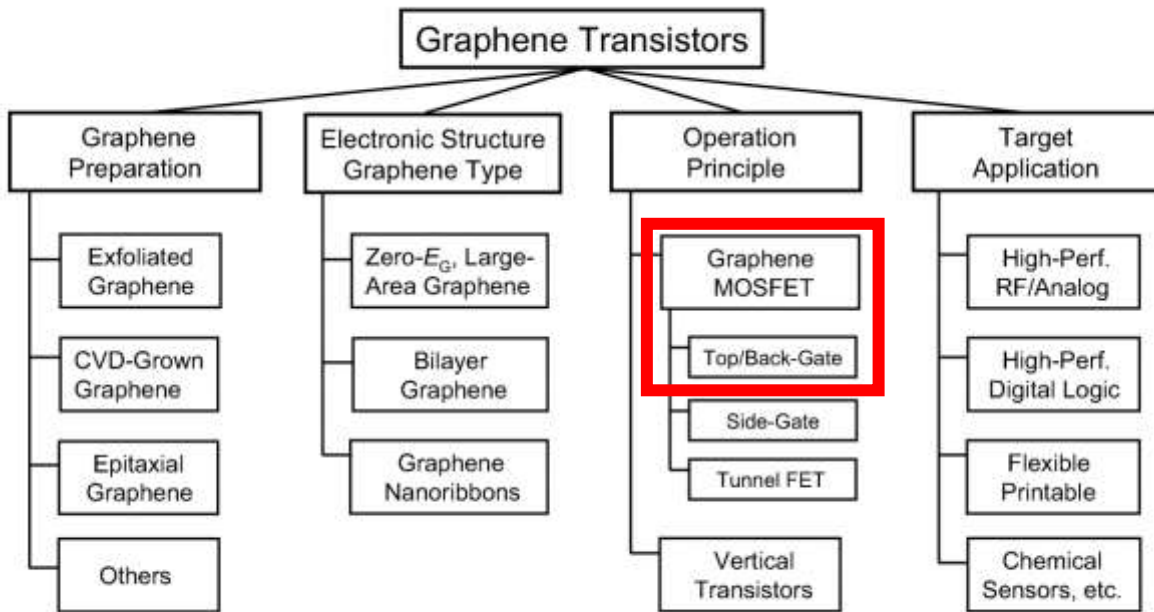 Graphene Transistors
Graphene
Preparation
Exfoliated
Graphene
CVD-Grown
Graphene
Epitaxial
Graphene
Others
Electronic Structure
Graphene Type
Zero-EG, Large-
Area Graphene
Bilayer
Graphene
Graphene
Nanoribbons
Operation
Principle
Graphene
MOSFET
Top/Back-Gate
Side-Gate
Tunnel FET
Vertical
Transistors
Target
Application
High-Perf.
RF/Analog
High-Perf.
Digital Logic
Flexible
Printable
Chemical
Sensors, etc.